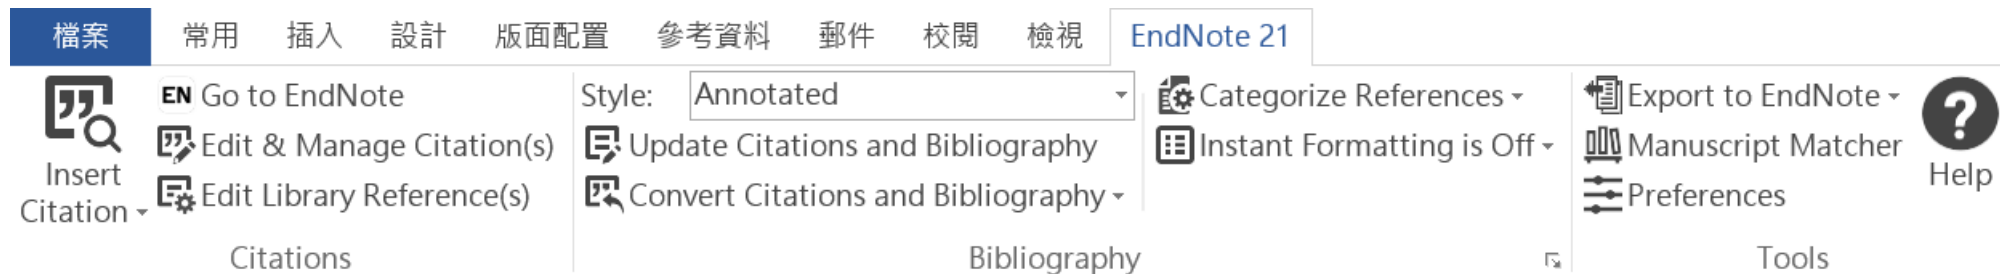 檔案 常用 插入 設計 版面配置 參考資料 郵件 校閱 檢視 EndNote 21
Insert
Citation
EN Go to EndNote
Edit & Manage Citation(s)
Edit Library Reference(s)
Citations
Style: Annotated
Update Citations and Bibliography
Convert Citations and Bibliography
Categorize References
Instant Formatting is Off
Bibliography
Export to EndNote
Manuscript Matcher
Preferences
Help
Tools